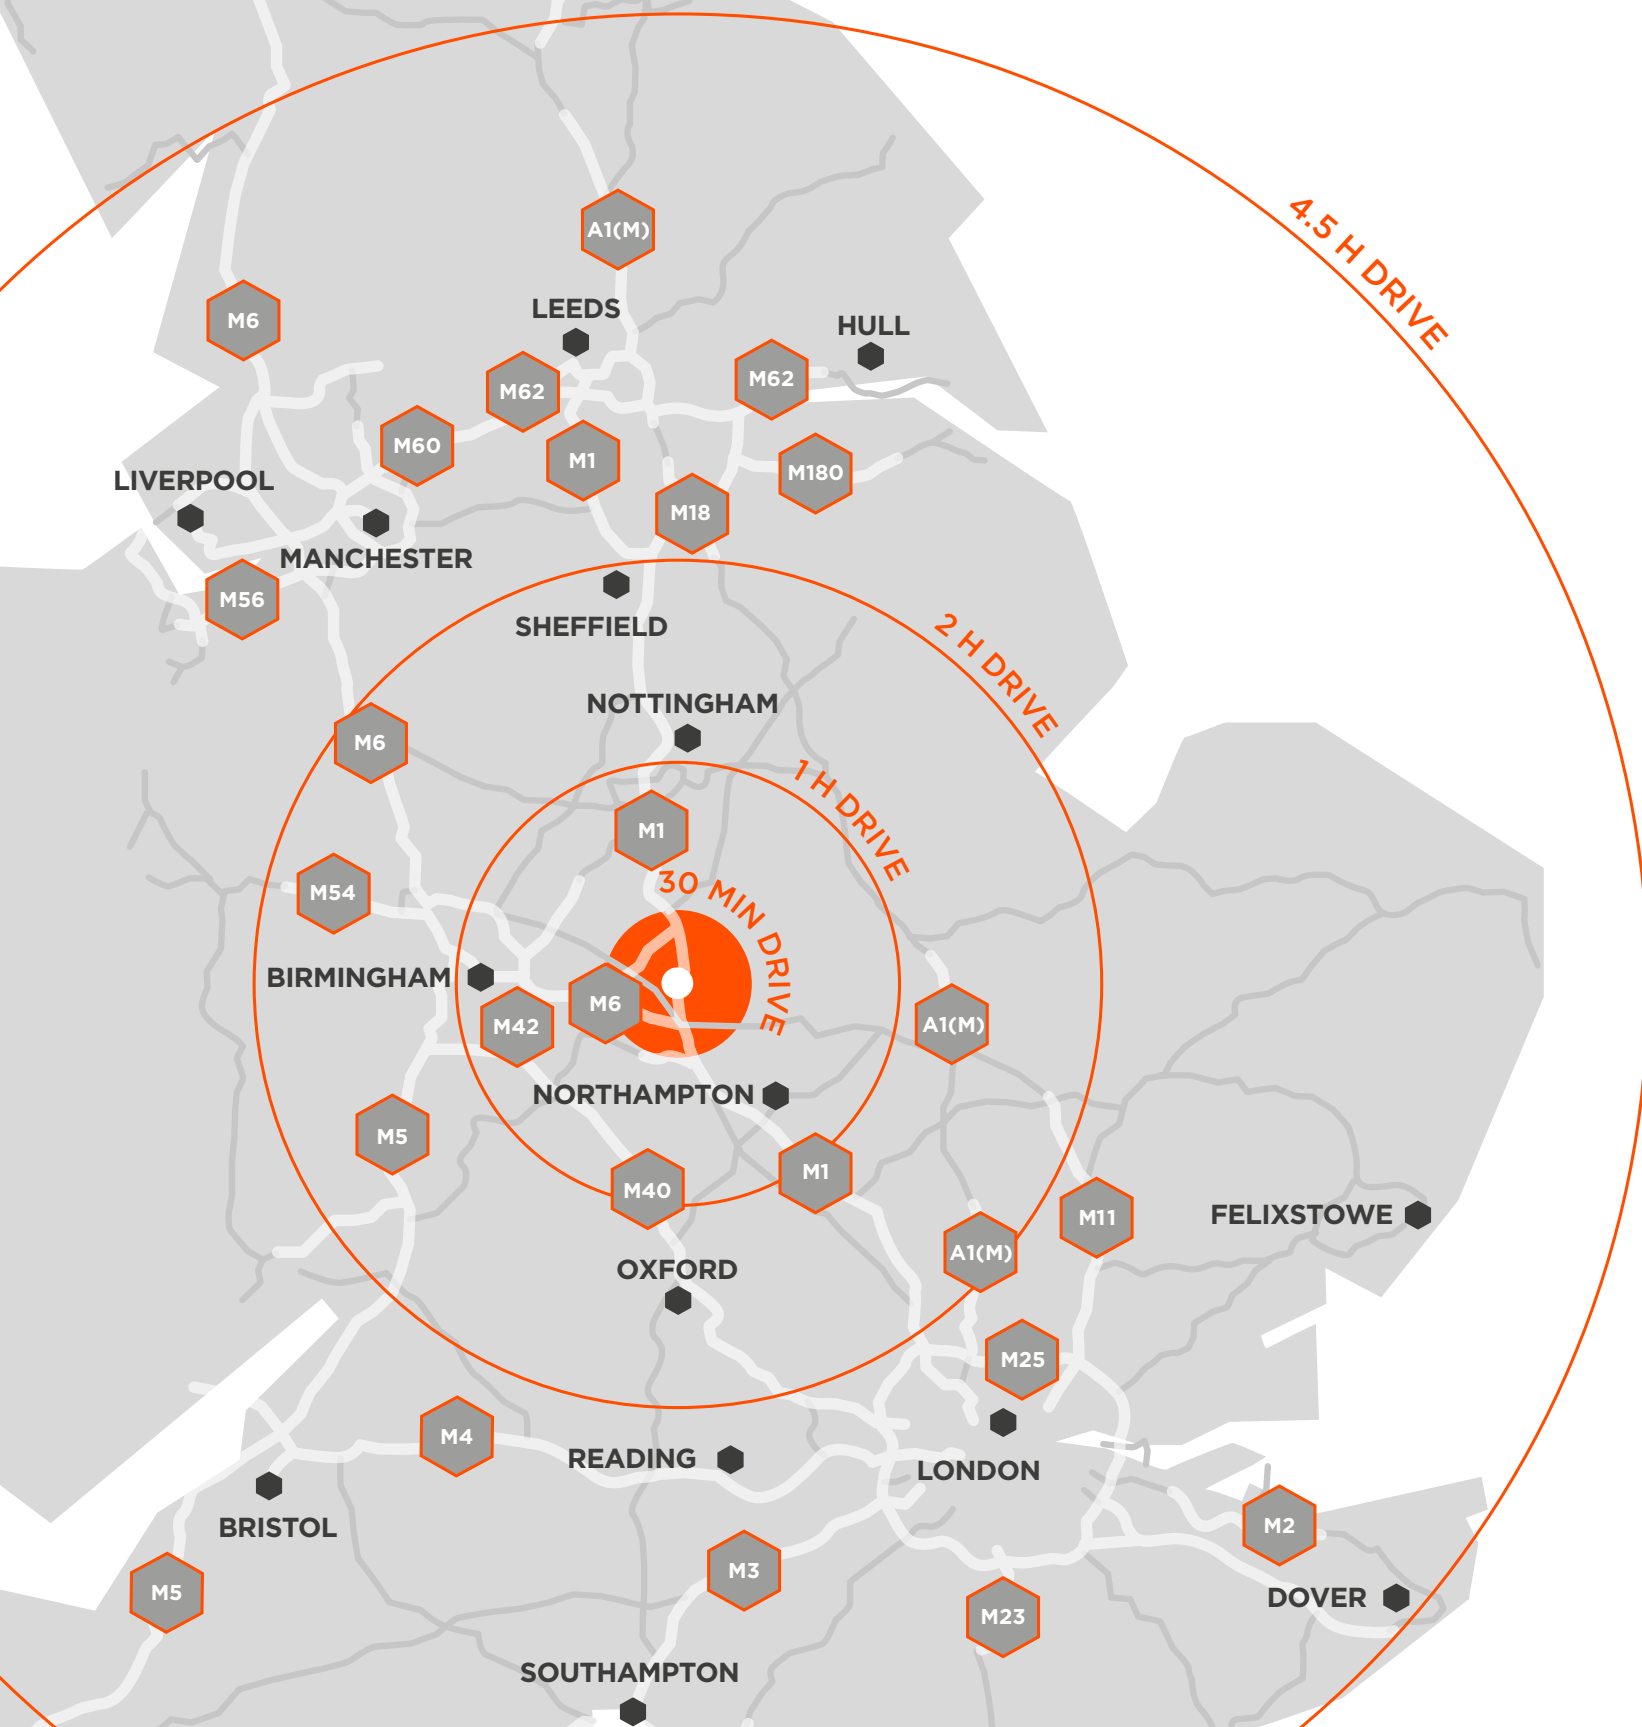 4.5 H DRIVE
A1(M)
LEEDS
M6
HULL
M62
M62
M60
M1
M180
LIVERPOOL
M18
MANCHESTER
M56
SHEFFIELD
2 H DRIVE
NOTTINGHAM
M6
1 H DRIVE
M1
30 MIN DRIVE
M54
BIRMINGHAM
M6
M42
A1(M)
NORTHAMPTON
M5
M1
M40
M11
FELIXSTOWE
A1(M)
OXFORD
M25
M4
READING
LONDON
BRISTOL
M2
M3
M5
DOVER
M23
SOUTHAMPTON